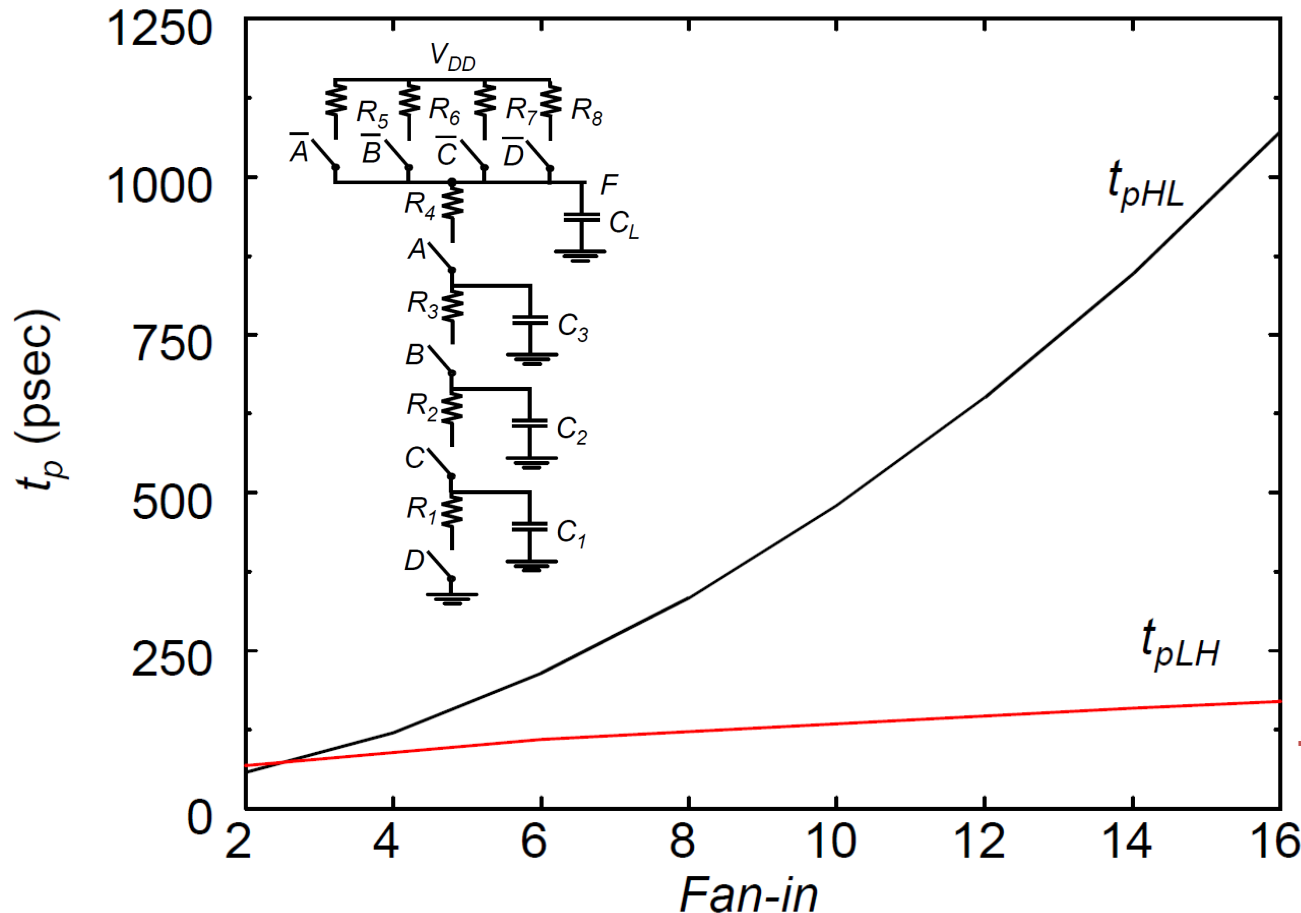 1250
V_DD
R_5 R_6 R_7 R_8
A̅ B̅ C̅ D̅
1000
F
t_pHL
R_4
C_L
A
R_3
C_3
750
B
R_2
C_2
t_p (psec)
C
500
R_1
C_1
D
250
t_pLH
0
2 4 6 8 10 12 14 16
Fan-in